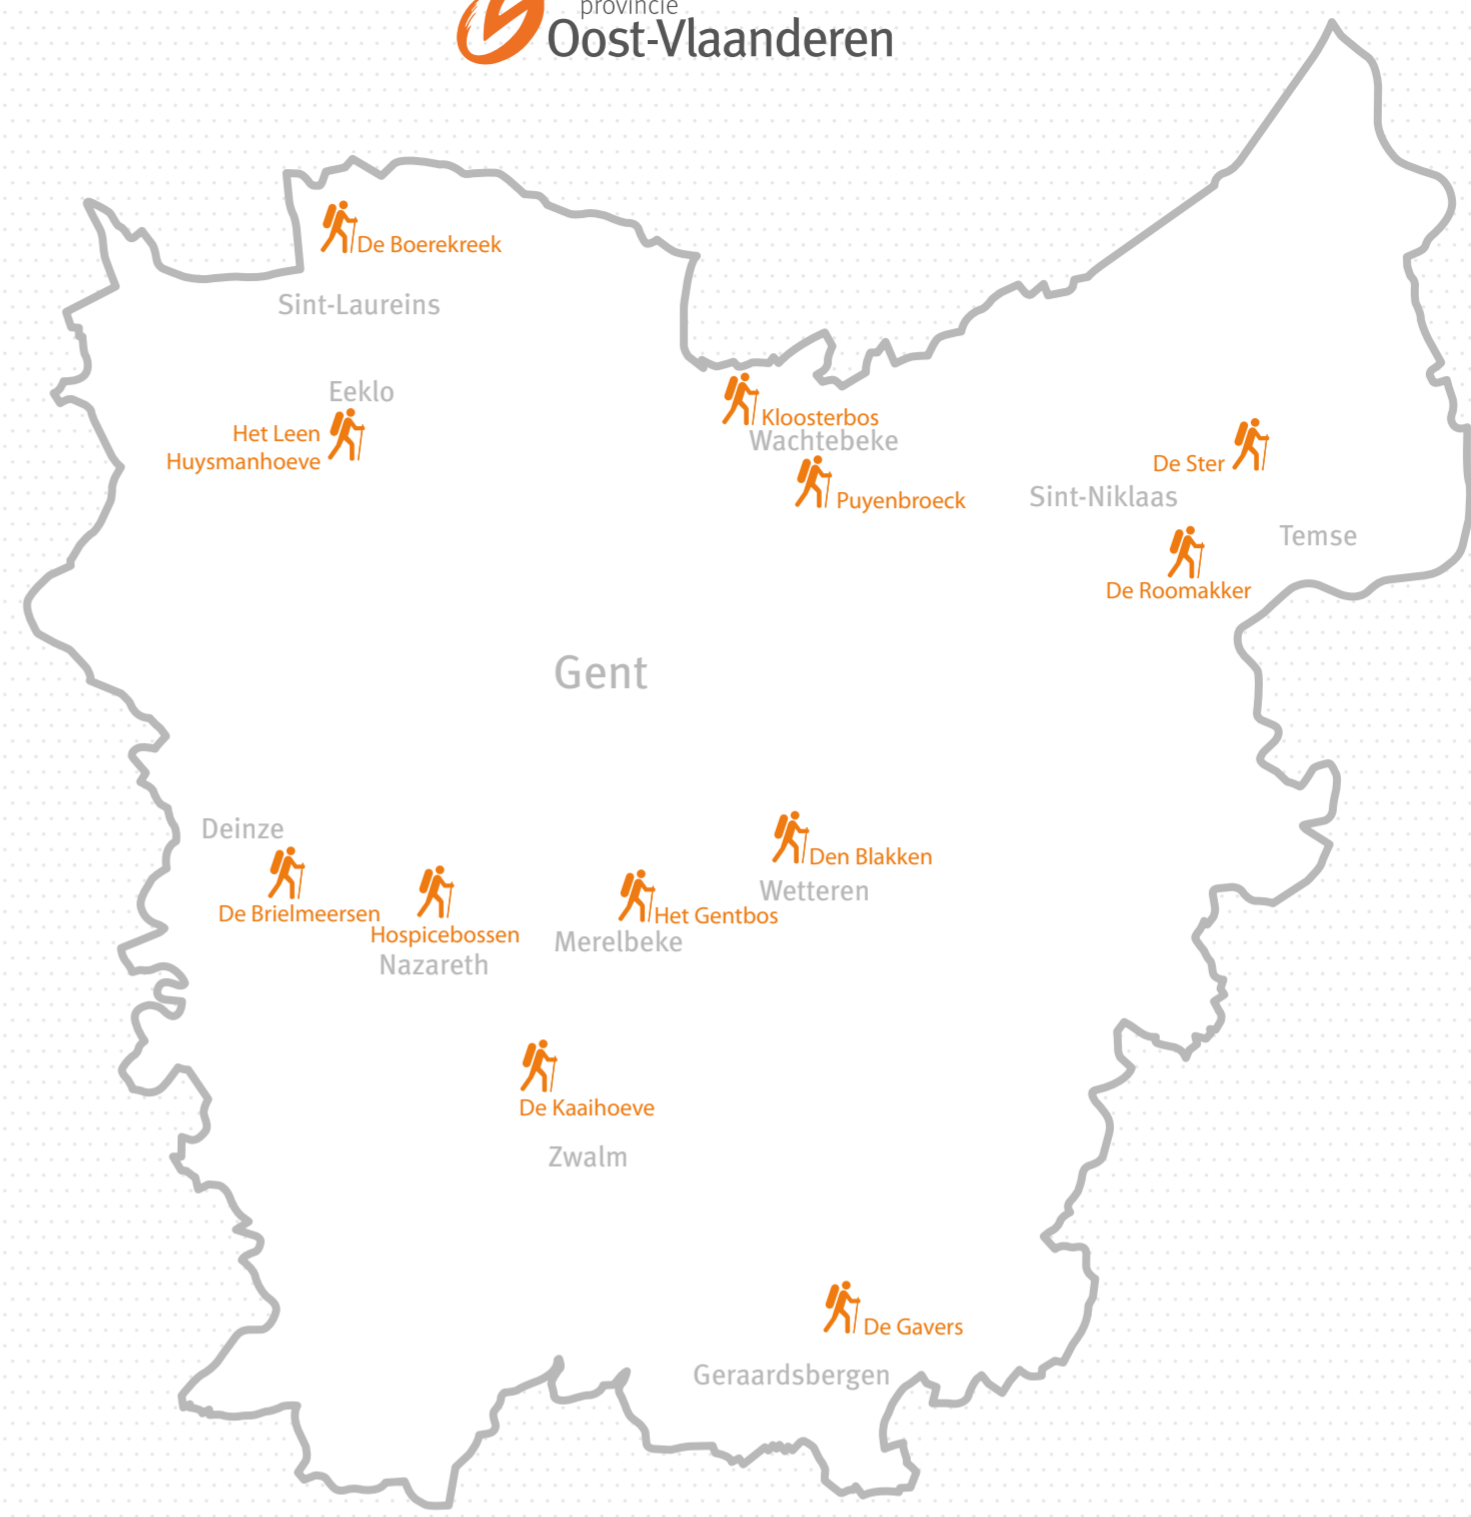 provincie
Oost-Vlaanderen
De Boerekreek
Sint-Laureins
Eeklo
Het Leen
Huysmanhoeve
Kloosterbos
Wachtebeke
Puyenbroeck
De Ster
Sint-Niklaas
Temse
De Roomakker
Gent
Deinze
De Brielmeersen
Hospicebossen
Nazareth
Den Blakken
Wetteren
Het Gentbos
Merelbeke
De Kaaihoeve
Zwalm
De Gavers
Geraardsbergen